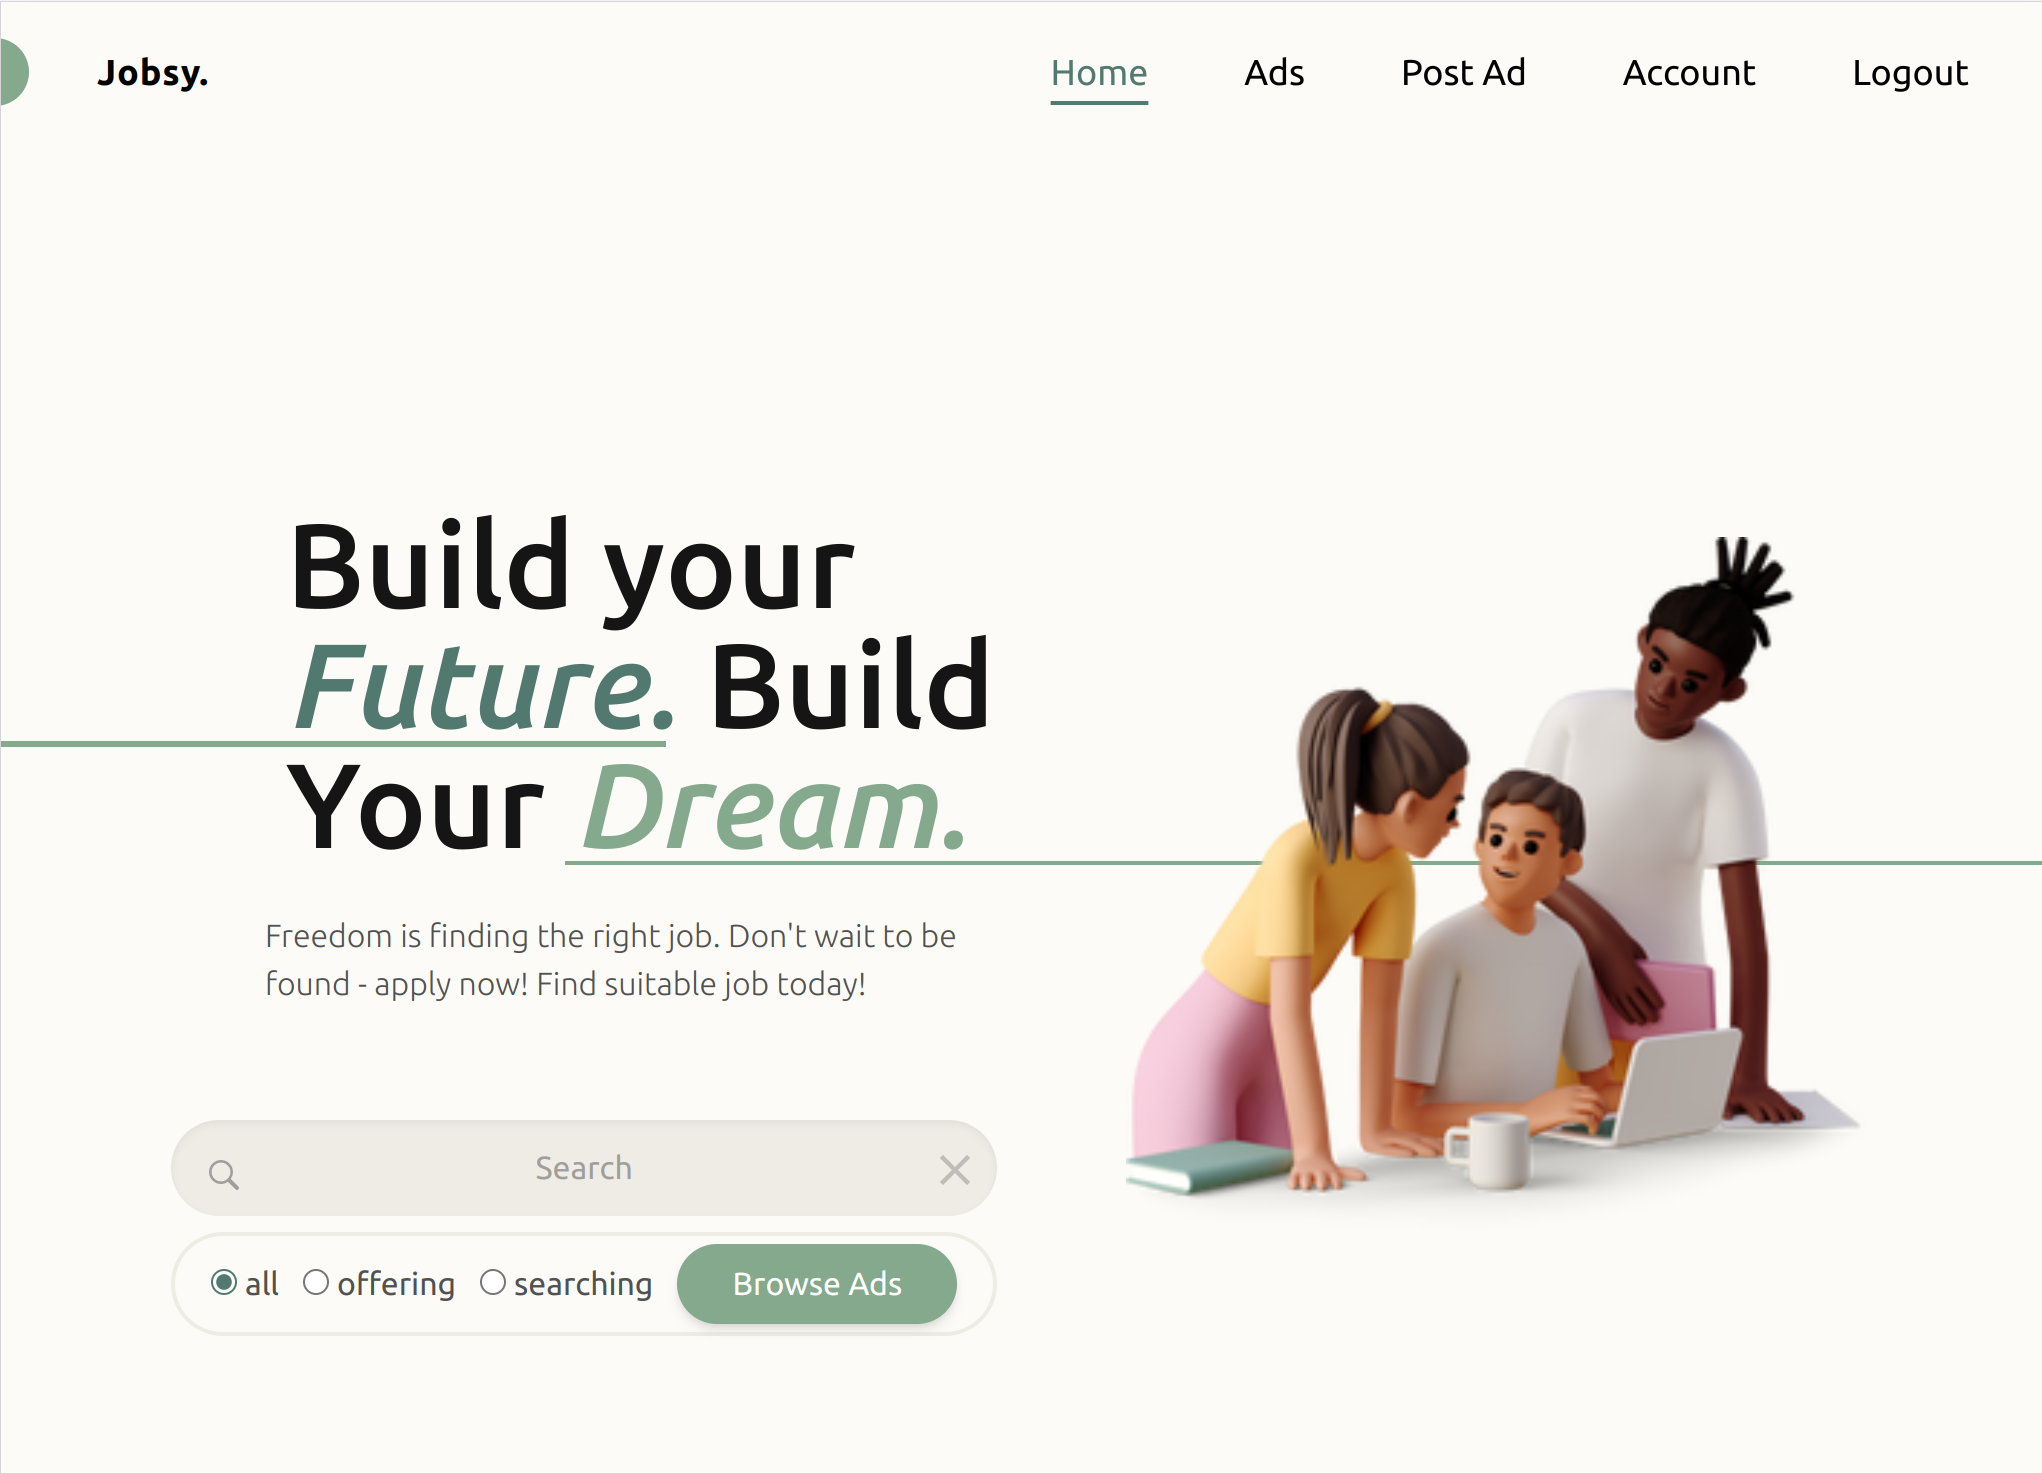 Jobsy.
Home Ads Post Ad Account Logout
Build your
Future. Build
Your Dream.
Freedom is finding the right job. Don't wait to be
found - apply now! Find suitable job today!
Search
all offering searching Browse Ads